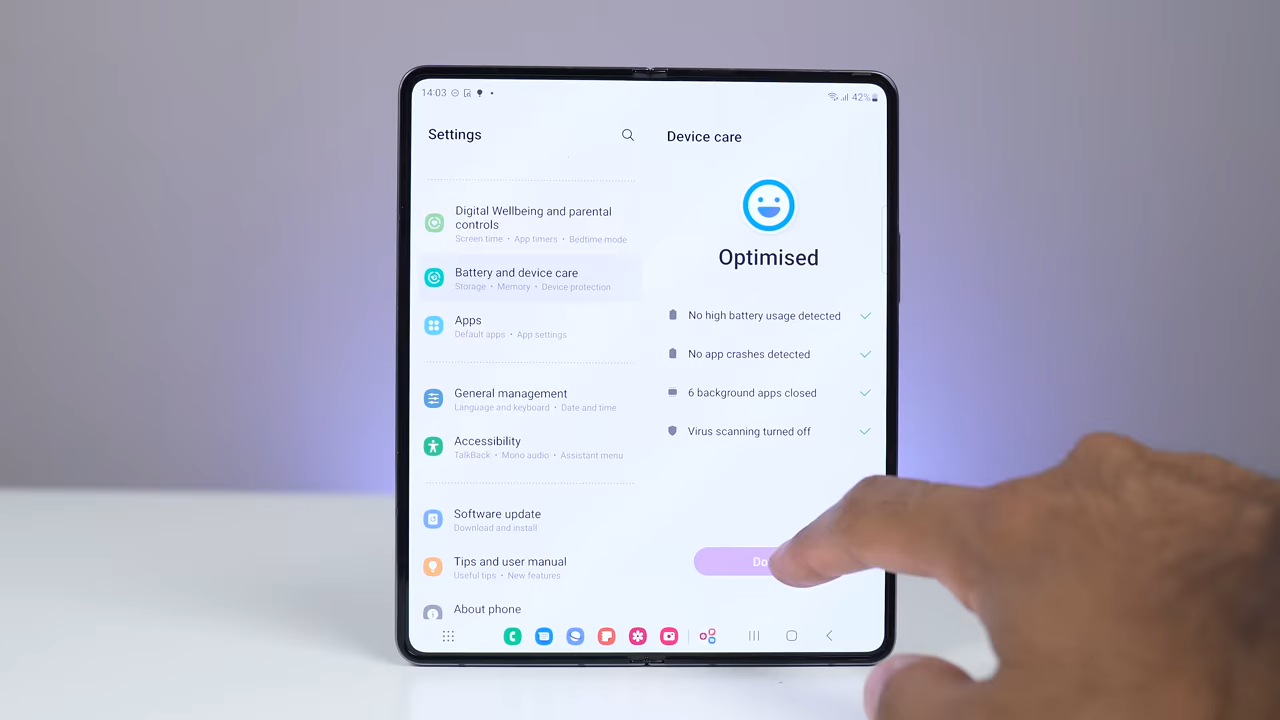 14:03
42%
Settings
Digital Wellbeing and parental
controls
Screen time • App timers • Bedtime mode
Battery and device care
Storage • Memory • Device protection
Apps
Default apps • App settings
General management
Language and keyboard • Date and time
Accessibility
TalkBack • Mono audio • Assistant menu
Software update
Download and install
Tips and user manual
Useful tips • New features
About phone
Device care
Optimised
No high battery usage detected
No app crashes detected
6 background apps closed
Virus scanning turned off
Do